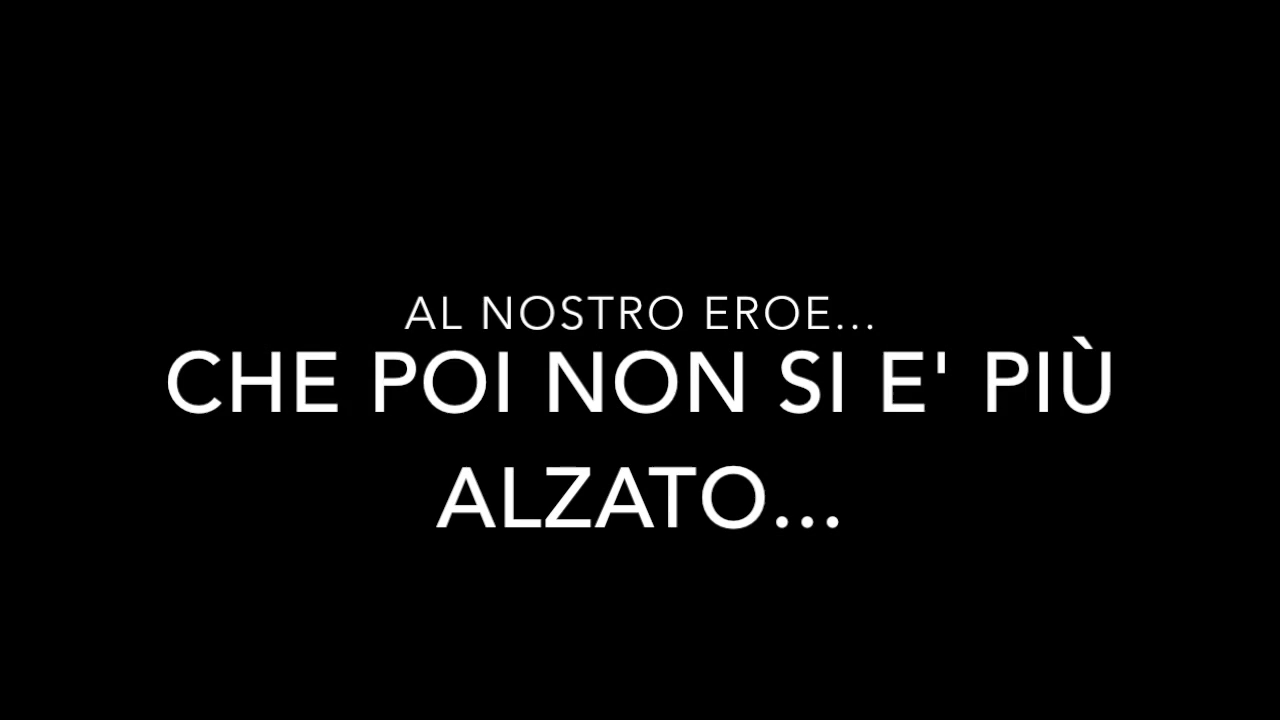 AL NOSTRO EROE...
CHE POI NON SI E' PIÙ
ALZATO...